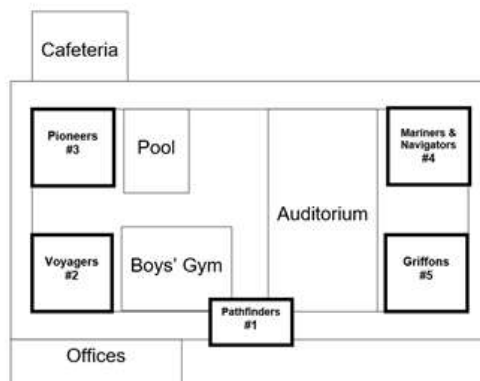 Cafeteria
Pioneers
#3
Pool
Mariners &
Navigators
#4
Auditorium
Voyagers
#2
Boys' Gym
Griffons
#5
Pathfinders
#1
Offices